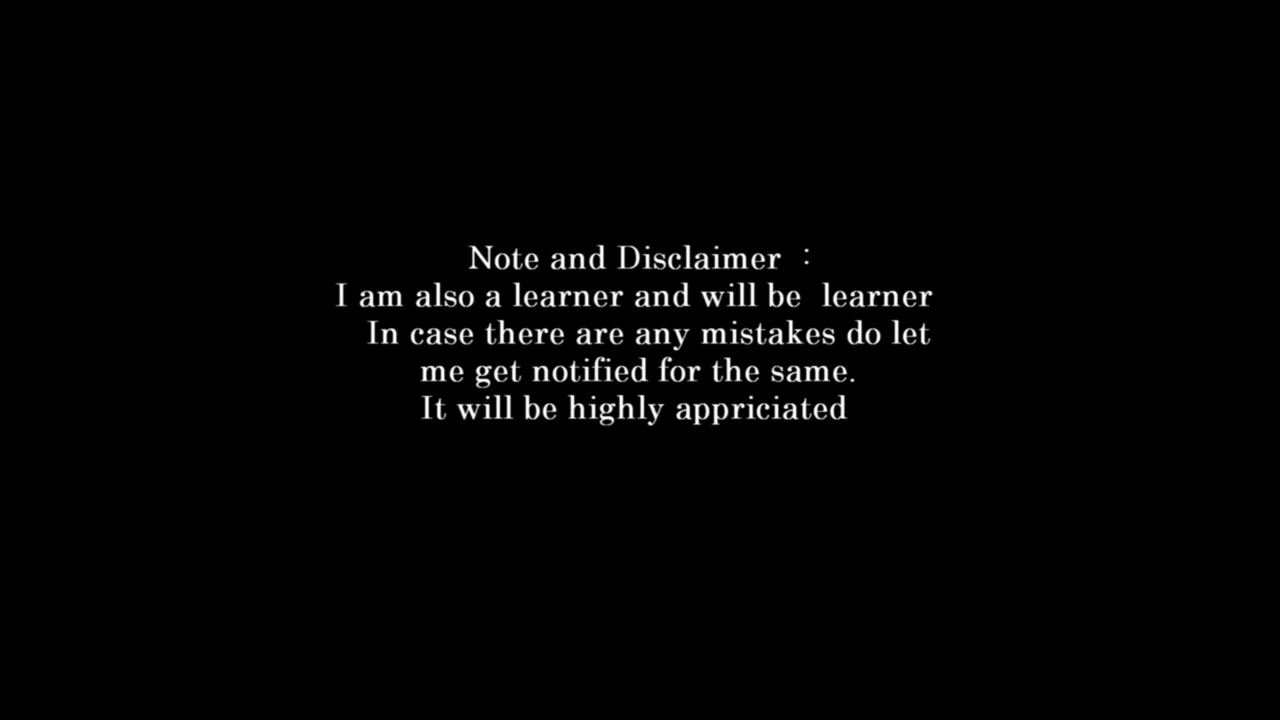 Note and Disclaimer :
I am also a learner and will be learner
In case there are any mistakes do let
me get notified for the same.
It will be highly appriciated